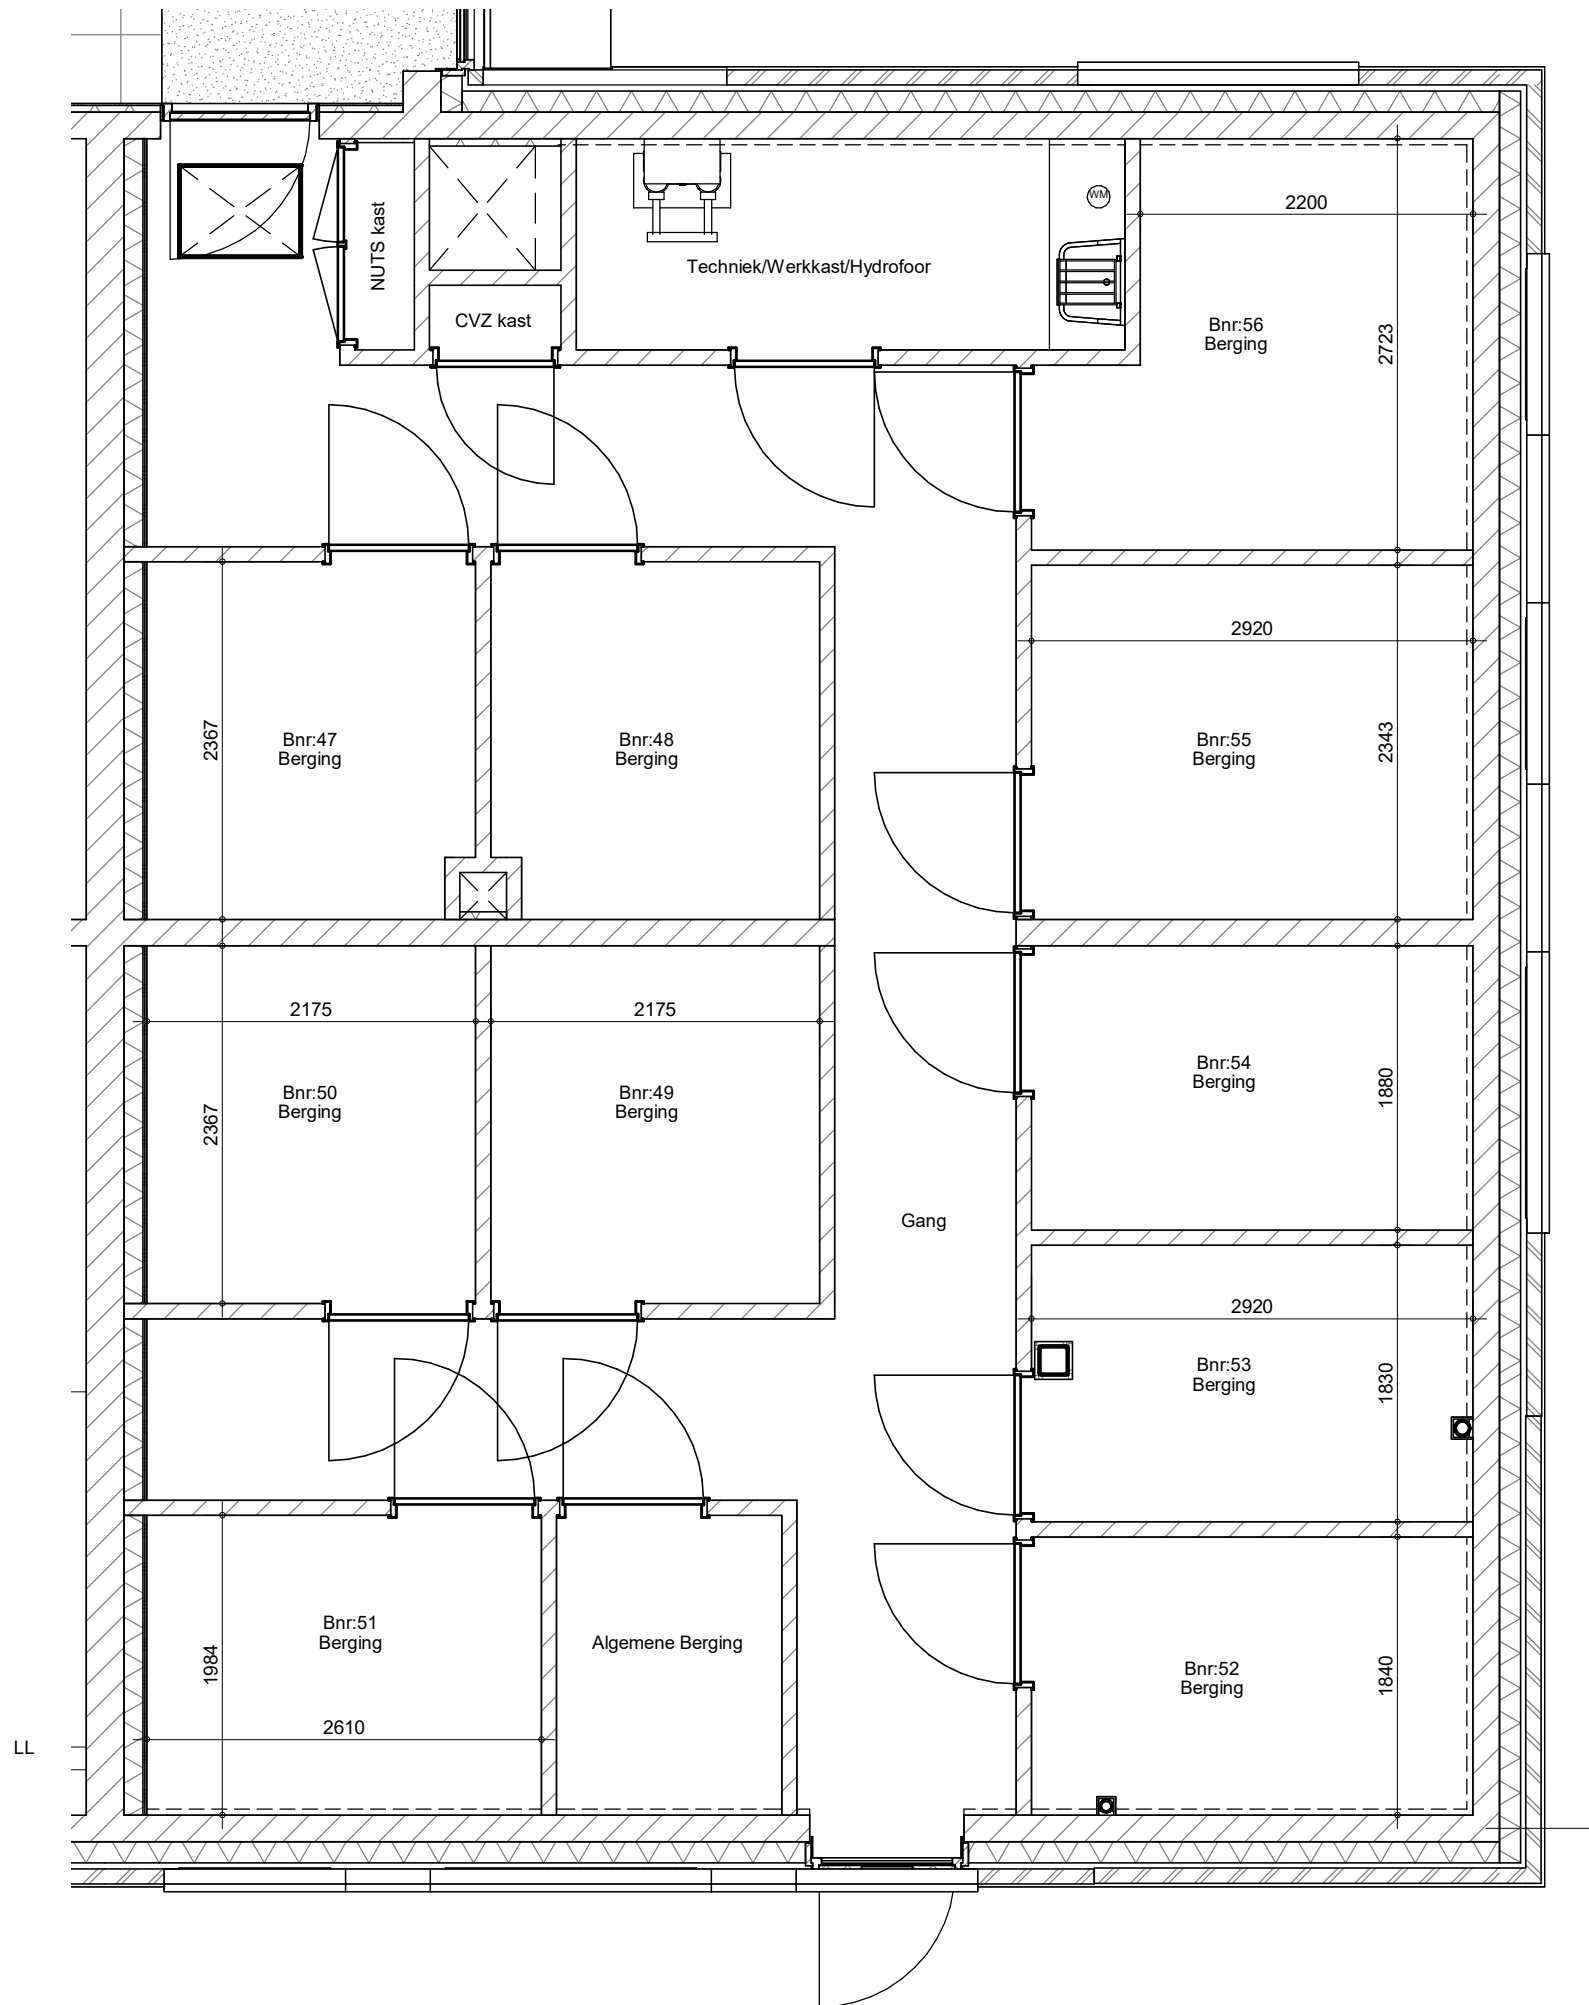 NUTS kast
CVZ kast
Techniek/Werkkast/Hydrofoor
WM
2200
Bnr:56
Berging
2723
2920
2367
Bnr:47
Berging
Bnr:48
Berging
Bnr:55
Berging
2343
2175
2175
2367
Bnr:50
Berging
Bnr:49
Berging
Bnr:54
Berging
1880
Gang
2920
Bnr:53
Berging
1830
1984
Bnr:51
Berging
Algemene Berging
Bnr:52
Berging
1840
2610
LL